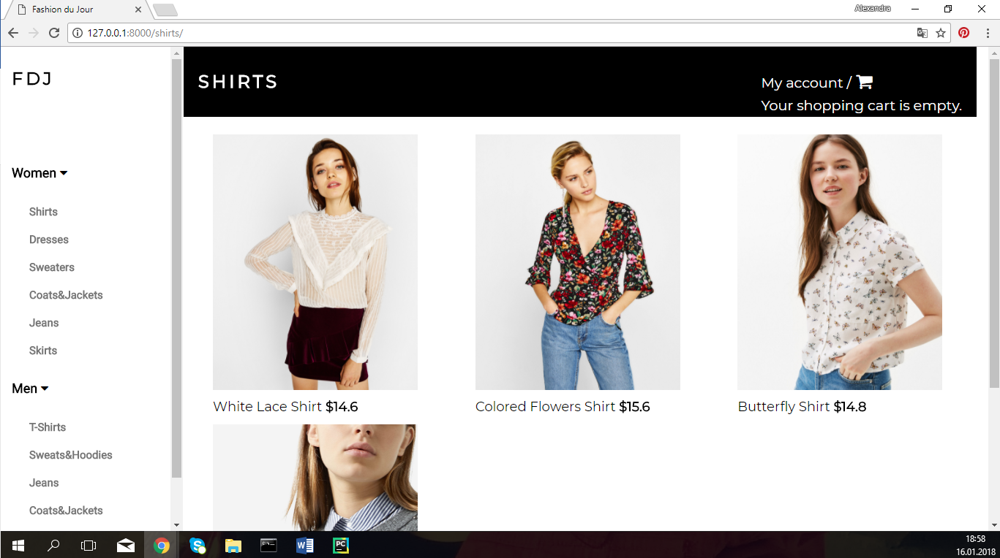 Fashion du Jour
Alexandra
127.0.0.1:8000/shirts/
FDJ
Women
Shirts
Dresses
Sweaters
Coats&Jackets
Jeans
Skirts
Men
T-Shirts
Sweats&Hoodies
Jeans
Coats&Jackets
SHIRTS
My account /
Your shopping cart is empty.
White Lace Shirt $14.6
Colored Flowers Shirt $15.6
Butterfly Shirt $14.8
18:58
16.01.2018